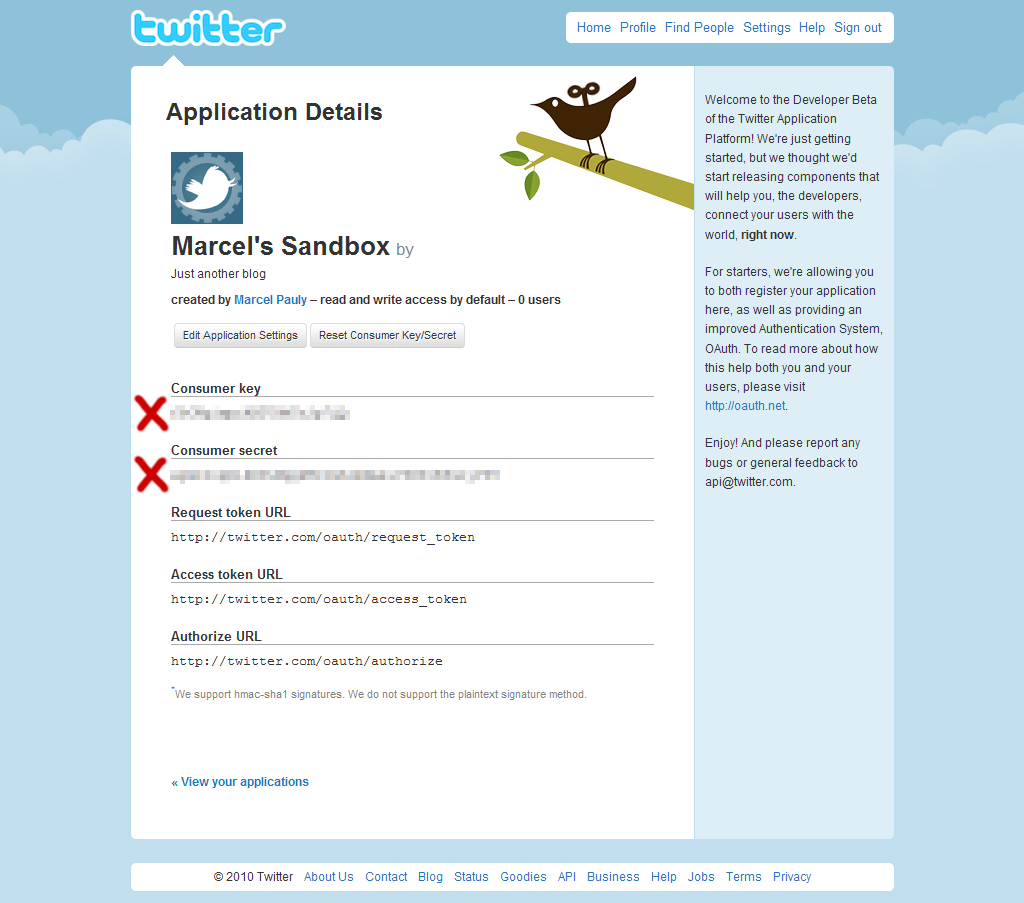 twitter
Home Profile Find People Settings Help Sign out
Application Details
Marcel's Sandbox by
Just another blog
created by Marcel Pauly – read and write access by default – 0 users
Edit Application Settings Reset Consumer Key/Secret
Consumer key
Consumer secret
Request token URL
http://twitter.com/oauth/request_token
Access token URL
http://twitter.com/oauth/access_token
Authorize URL
http://twitter.com/oauth/authorize
*We support hmac-sha1 signatures. We do not support the plaintext signature method.
« View your applications
Welcome to the Developer Beta
of the Twitter Application
Platform! We're just getting
started, but we thought we'd
start releasing components that
will help you, the developers,
connect your users with the
world, right now.
For starters, we're allowing you
to both register your application
here, as well as providing an
improved Authentication System,
OAuth. To read more about how
this help both you and your
users, please visit
http://oauth.net.
Enjoy! And please report any
bugs or general feedback to
api@twitter.com.
© 2010 Twitter About Us Contact Blog Status Goodies API Business Help Jobs Terms Privacy